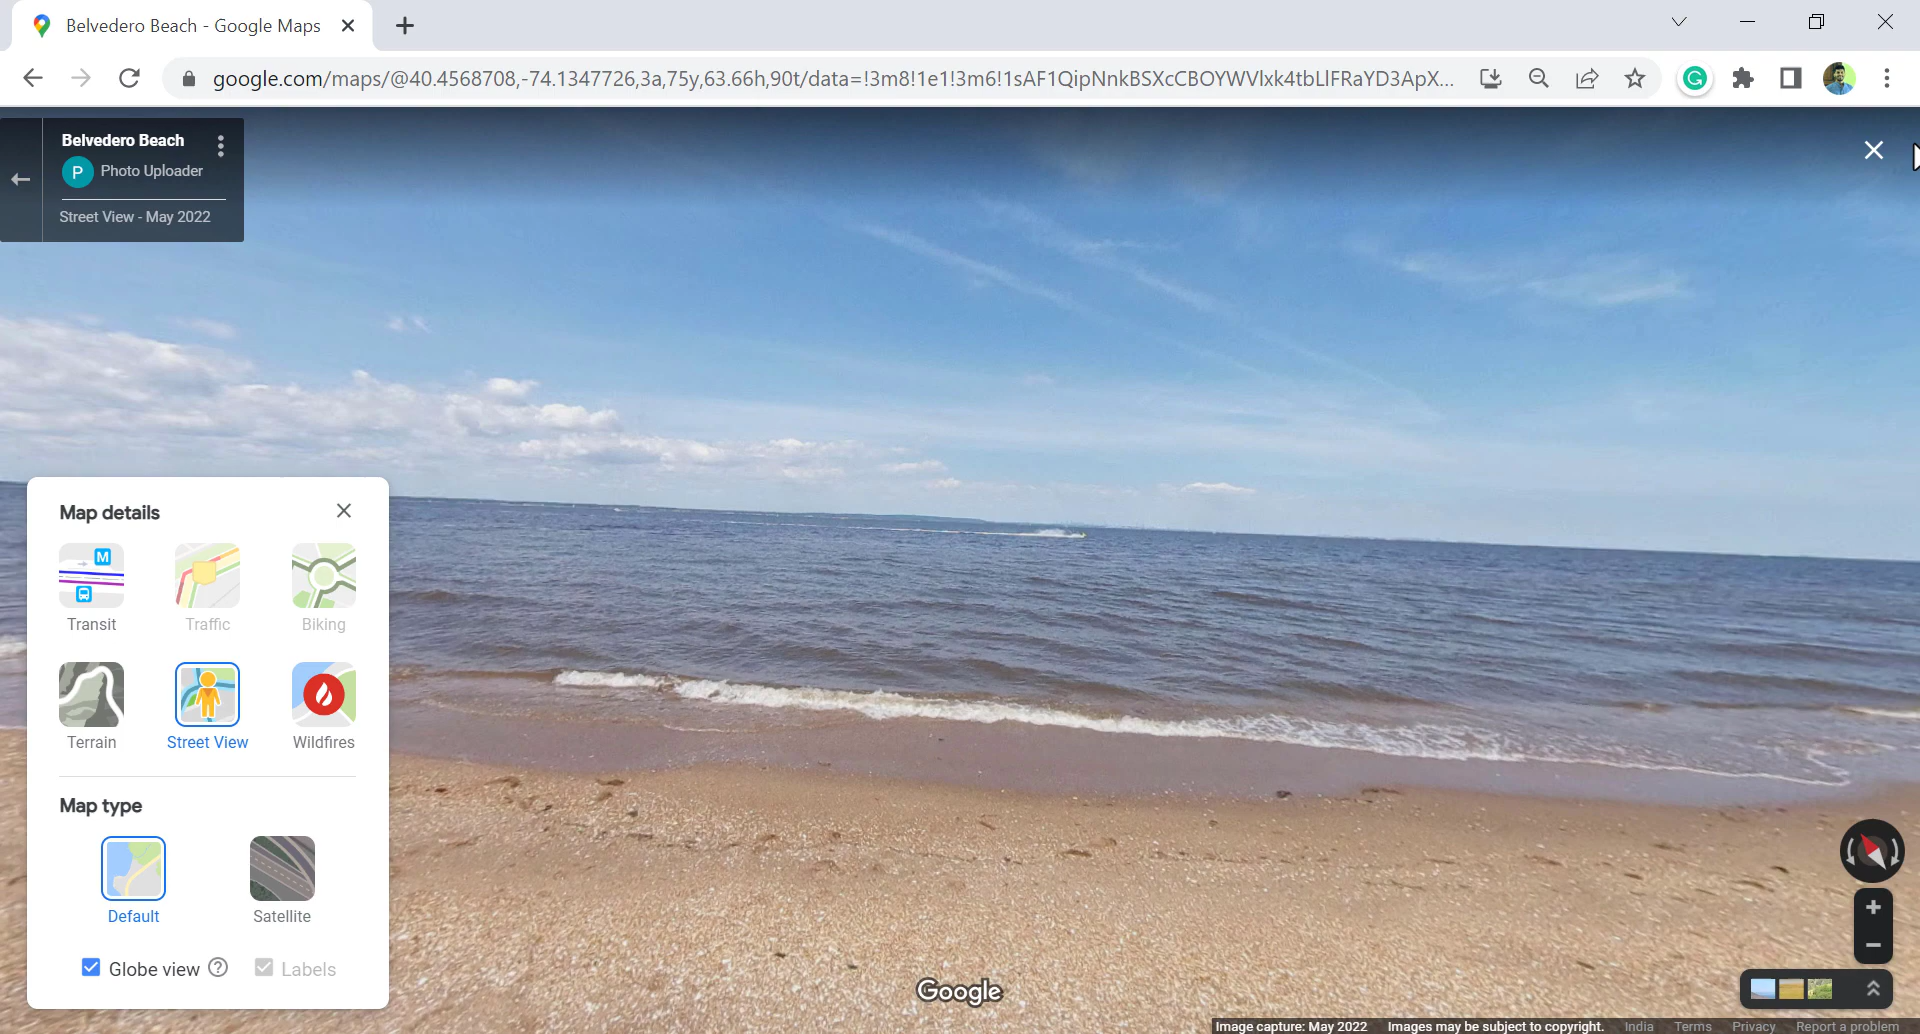 Belvedero Beach - Google Maps
google.com/maps/@40.4568708,-74.1347726,3a,75y,63.66h,90t/data=!3m8!1e1!3m6!1sAF1QipNnkBSXcCBOYWVlxk4tbLlFRaYD3ApX...
Belvedero Beach
P Photo Uploader
Street View - May 2022
Map details
M
Transit Traffic Biking
Terrain Street View Wildfires
Map type
Default Satellite
Globe view ? Labels
Google
Image capture: May 2022 Images may be subject to copyright. India Terms Privacy Report a problem